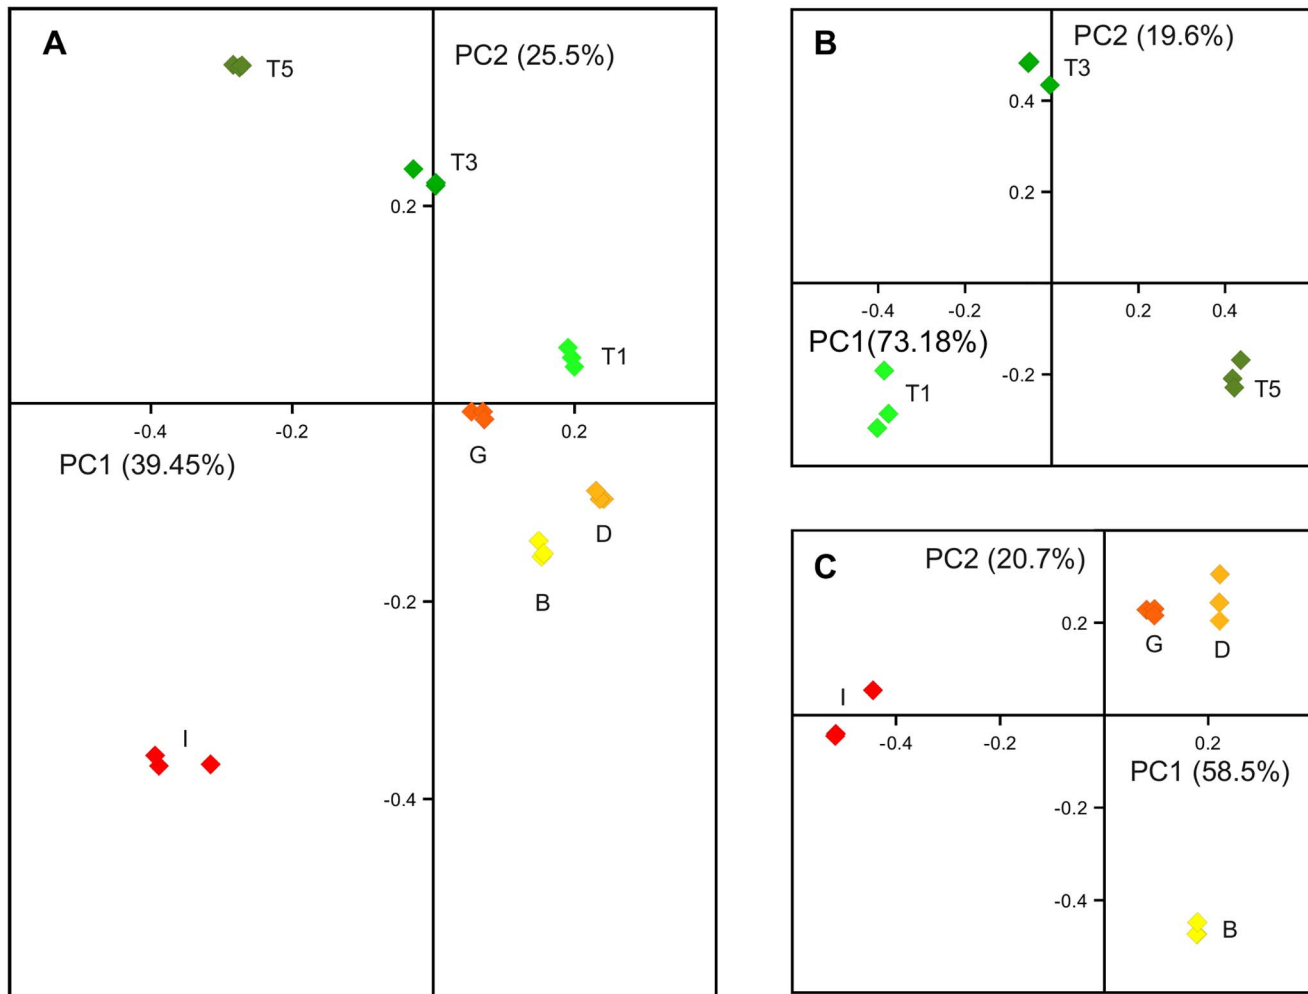 A
PC2 (25.5%)
T5
T3
0.2
T1
-0.4
-0.2
0.2
PC1 (39.45%)
G
D
B
-0.2
I
-0.4
B
PC2 (19.6%)
T3
0.4
0.2
-0.4
-0.2
0.2
0.4
PC1(73.18%)
T1
-0.2
T5
C
PC2 (20.7%)
0.2
G
D
I
-0.4
-0.2
0.2
PC1 (58.5%)
-0.2
-0.4
B